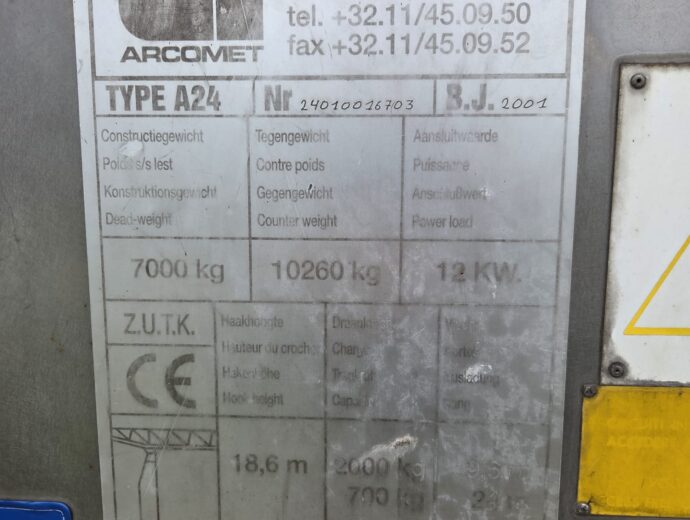 tel. +32.11/45.09.50
ARCOMET fax +32.11/45.09.52
TYPE A24 Nr 24010016703 B.J. 2001
Constructiegewicht Tegengewicht Aansluitwaarde
Poids s/s lest Contre poids Puissance
Konstruktionsgewicht Gegengewicht Anschlußwert
Dead-weight Counter weight Power load
7000 kg 10260 kg 12 KW.
Z.U.T.K. Haakhoogte
Hauteur du crochet
CE Hakenhöhe
Hook height
18,6 m 2000 kg
700 kg